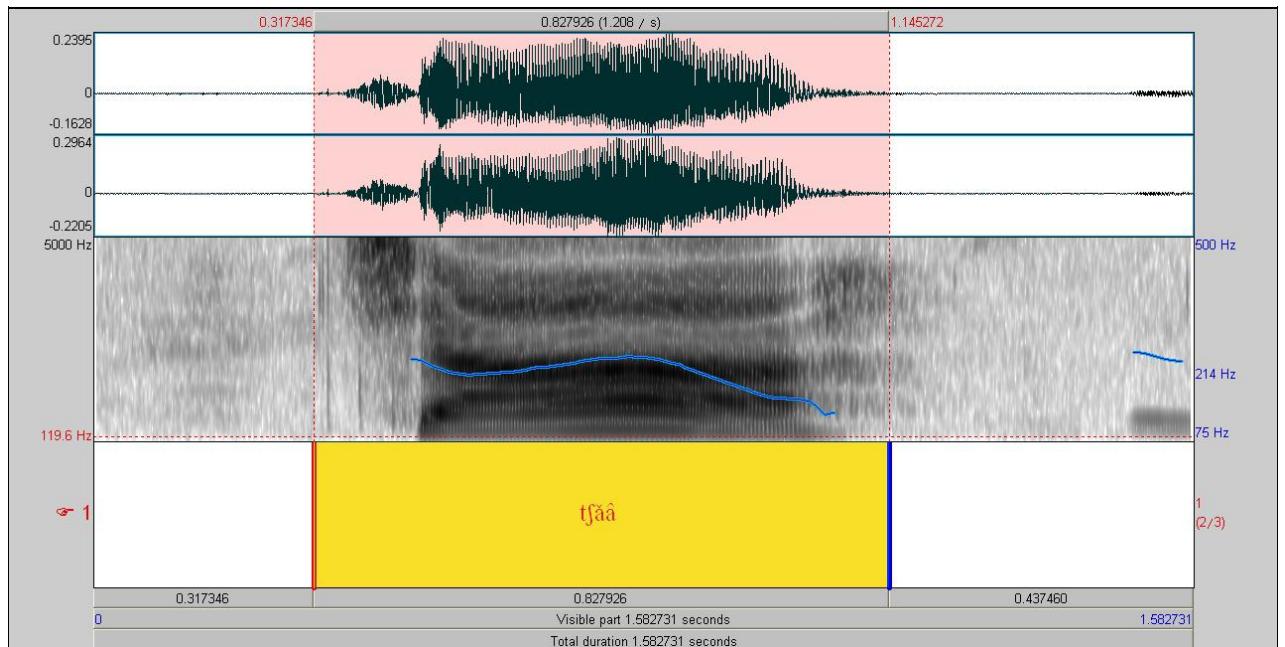 0.317346 0.827926 (1.208 / s) 1.145272
0.2395
0
-0.1628
0.2964
0
-0.2205
5000 Hz 500 Hz
214 Hz
119.6 Hz 75 Hz
☞ 1 tʃǎâ 1
(2/3)
0.317346 0.827926 0.437460
0 Visible part 1.582731 seconds 1.582731
Total duration 1.582731 seconds